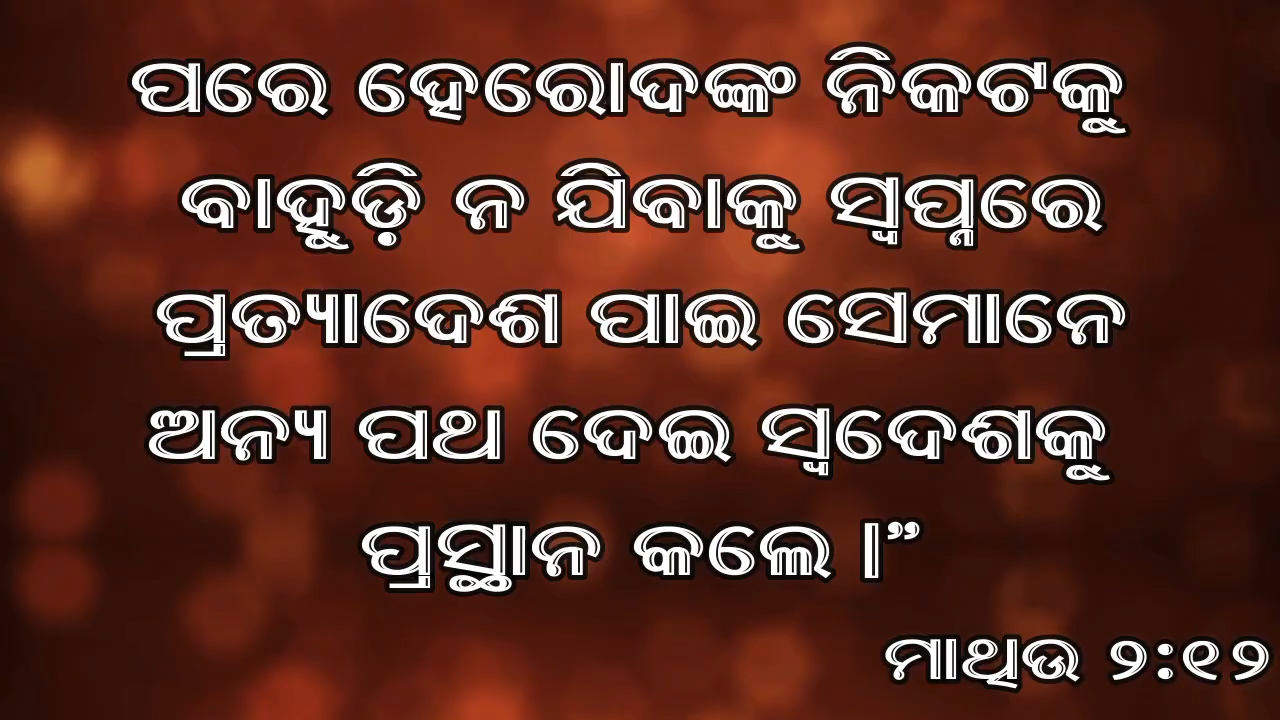 ପରେ ହେରୋଦଙ୍କ ନିକଟକୁ
ବାହୁଡ଼ି ନ ଯିବାକୁ ସ୍ୱପ୍ନରେ
ପ୍ରତ୍ୟାଦେଶ ପାଇ ସେମାନେ
ଅନ୍ୟ ପଥ ଦେଇ ସ୍ୱଦେଶକୁ
ପ୍ରସ୍ଥାନ କଲେ |”
ମାଥିଉ ୨:୧୨